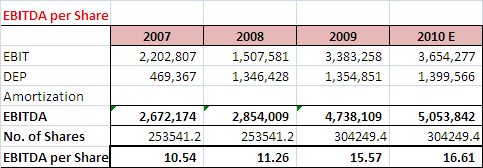 EBITDA per Share
2007 2008 2009 2010 E
EBIT 2,202,807 1,507,581 3,383,258 3,654,277
DEP 469,367 1,346,428 1,354,851 1,399,566
Amortization
EBITDA 2,672,174 2,854,009 4,738,109 5,053,842
No. of Shares 253541.2 253541.2 304249.4 304249.4
EBITDA per Share 10.54 11.26 15.57 16.61